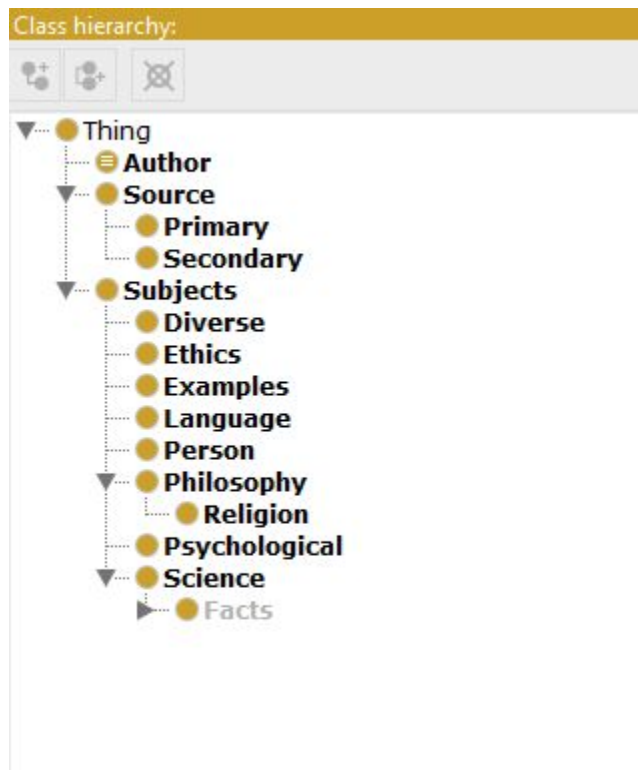 Class hierarchy:
Thing
Author
Source
Primary
Secondary
Subjects
Diverse
Ethics
Examples
Language
Person
Philosophy
Religion
Psychological
Science
Facts